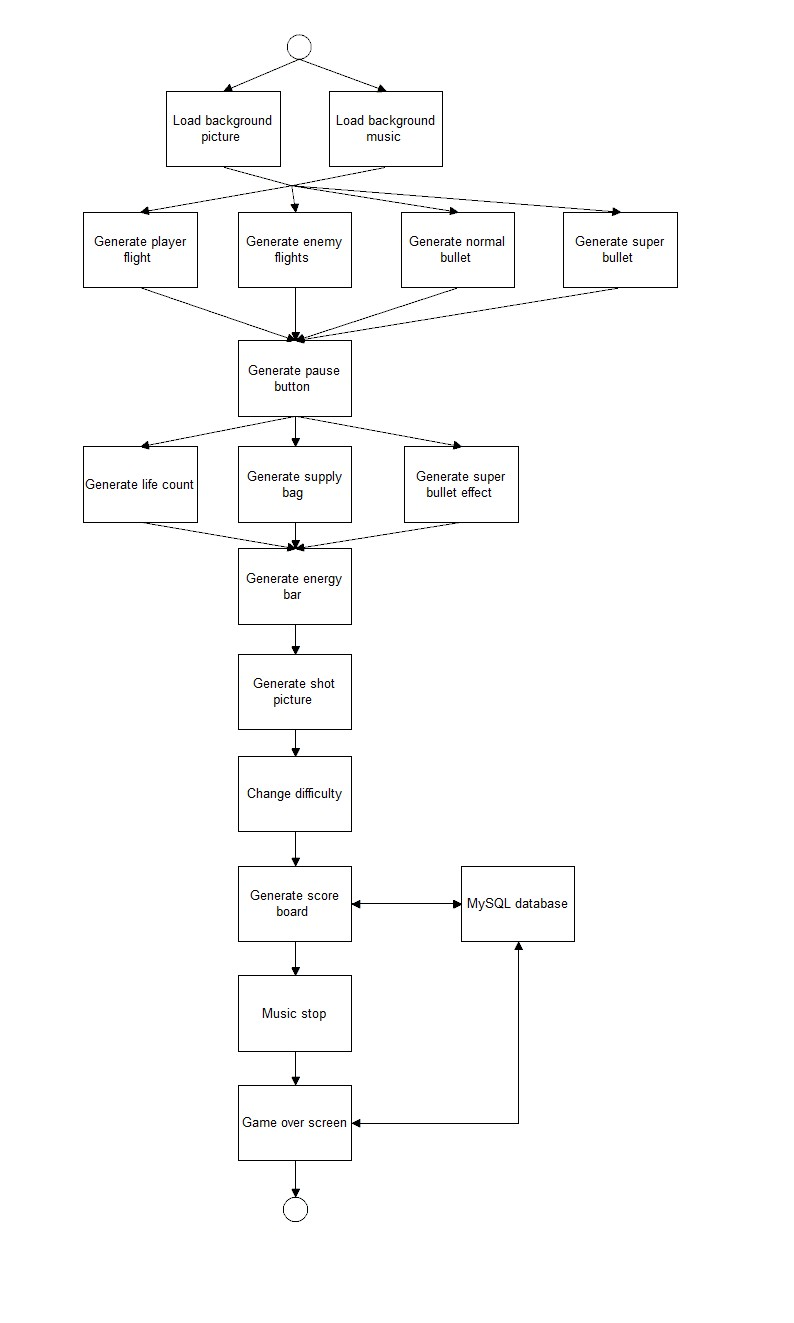 Load background
picture
Load background
music
Generate player
flight
Generate enemy
flights
Generate normal
bullet
Generate super
bullet
Generate pause
button
Generate life count
Generate supply
bag
Generate super
bullet effect
Generate energy
bar
Generate shot
picture
Change difficulty
Generate score
board
MySQL database
Music stop
Game over screen